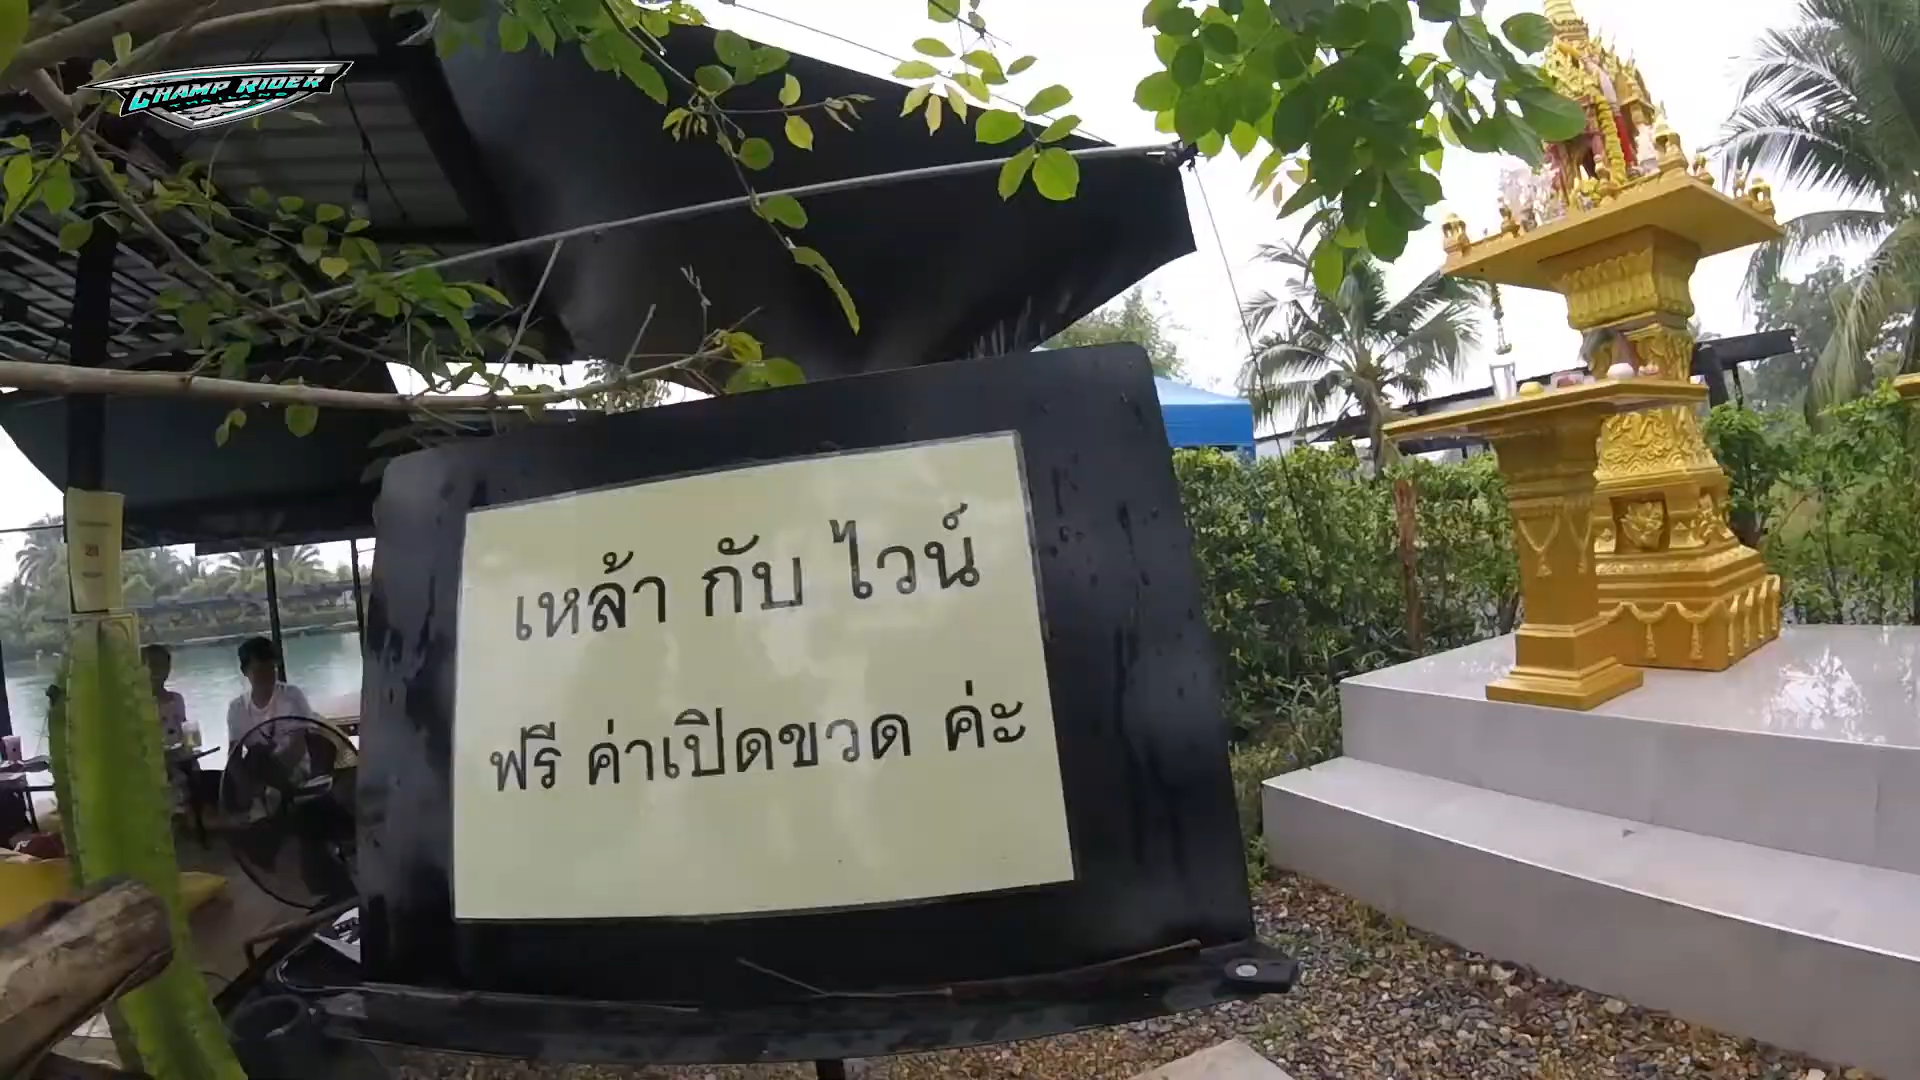 CHAMP RIDER
THAILAND
เหล้า กับ ไวน์
ฟรี ค่าเปิดขวด ค่ะ